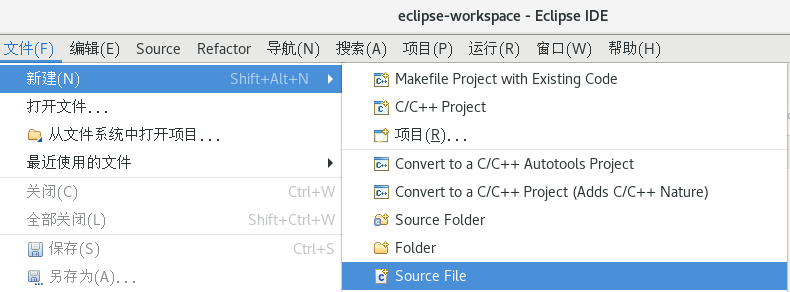 eclipse-workspace - Eclipse IDE
文件(F) 编辑(E) Source Refactor 导航(N) 搜索(A) 项目(P) 运行(R) 窗口(W) 帮助(H)
新建(N) Shift+Alt+N
打开文件...
从文件系统中打开项目...
最近使用的文件
关闭(C) Ctrl+W
全部关闭(L) Shift+Ctrl+W
保存(S) Ctrl+S
另存为(A)...
Makefile Project with Existing Code
C/C++ Project
项目(R)...
Convert to a C/C++ Autotools Project
Convert to a C/C++ Project (Adds C/C++ Nature)
Source Folder
Folder
Source File